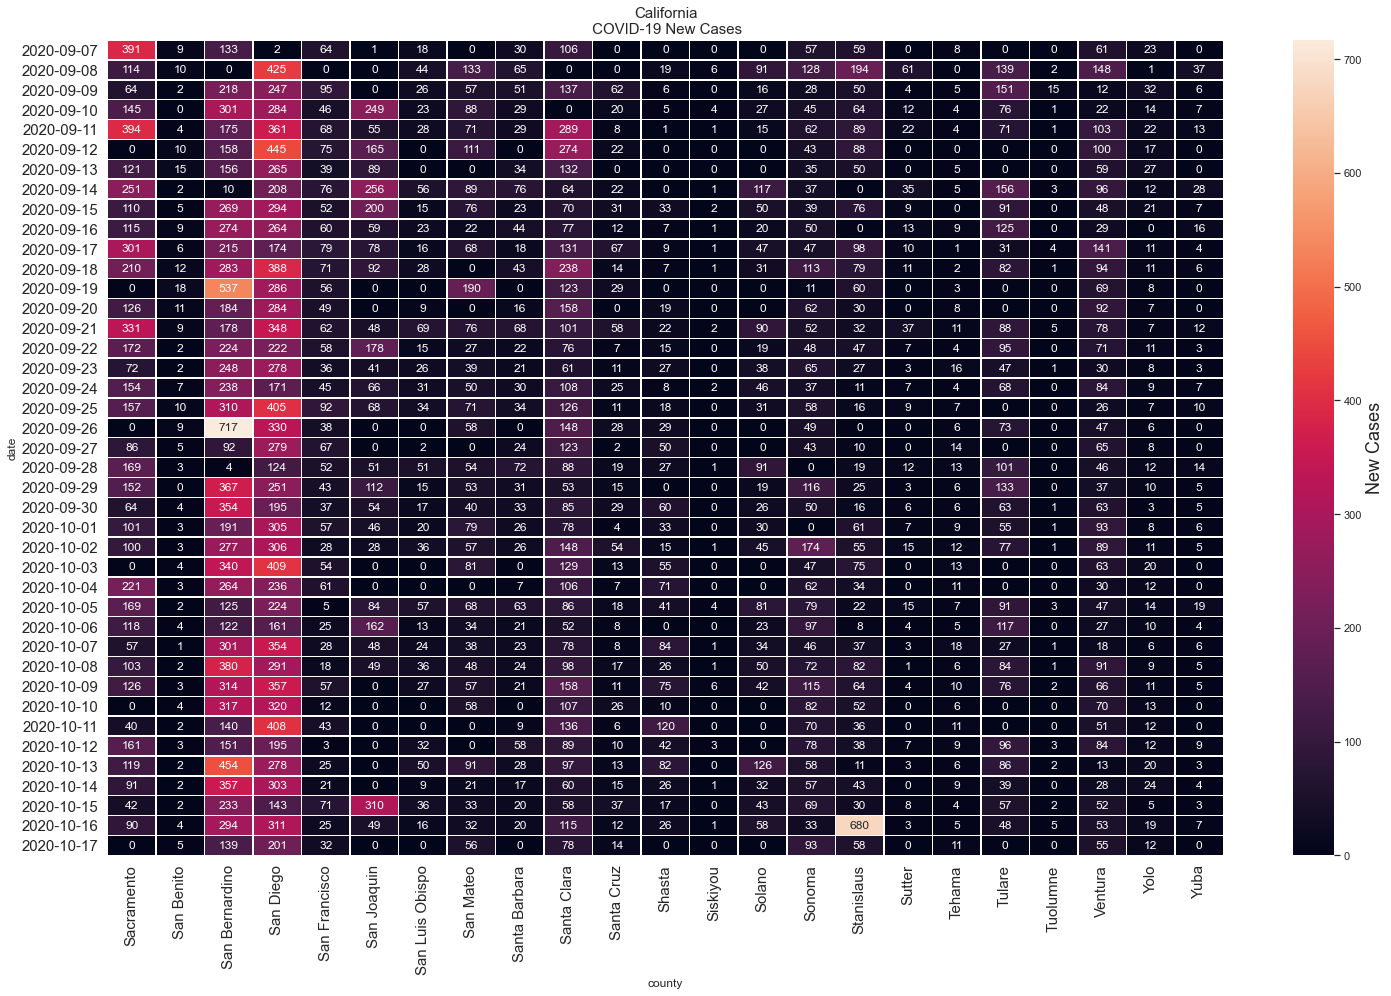 California
COVID-19 New Cases
2020-09-07 391 9 133 2 64 1 18 0 30 106 0 0 0 0 57 59 0 8 0 0 61 23 0
2020-09-08 114 10 0 425 0 0 44 133 65 0 0 19 6 91 128 194 61 0 139 2 148 1 37
2020-09-09 64 2 218 247 95 0 26 57 51 137 62 6 0 16 28 50 4 5 151 15 12 32 6
2020-09-10 145 0 301 284 46 249 23 88 29 0 20 5 4 27 45 64 12 4 76 1 22 14 7
2020-09-11 394 4 175 361 68 55 28 71 29 289 8 1 1 15 62 89 22 4 71 1 103 22 13
2020-09-12 0 10 158 445 75 165 0 111 0 274 22 0 0 0 43 88 0 0 0 0 100 17 0
2020-09-13 121 15 156 265 39 89 0 0 34 132 0 0 0 0 35 50 0 5 0 0 59 27 0
2020-09-14 251 2 10 208 76 256 56 89 76 64 22 0 1 117 37 0 35 5 156 3 96 12 28
2020-09-15 110 5 269 294 52 200 15 76 23 70 31 33 2 50 39 76 9 0 91 0 48 21 7
2020-09-16 115 9 274 264 60 59 23 22 44 77 12 7 1 20 50 0 13 9 125 0 29 0 16
2020-09-17 301 6 215 174 79 78 16 68 18 131 67 9 1 47 47 98 10 1 31 4 141 11 4
2020-09-18 210 12 283 388 71 92 28 0 43 238 14 7 1 31 113 79 11 2 82 1 94 11 6
2020-09-19 0 18 537 286 56 0 0 190 0 123 29 0 0 0 11 60 0 3 0 0 69 8 0
2020-09-20 126 11 184 284 49 0 9 0 16 158 0 19 0 0 62 30 0 8 0 0 92 7 0
2020-09-21 331 9 178 348 62 48 69 76 68 101 58 22 2 90 52 32 37 11 88 5 78 7 12
2020-09-22 172 2 224 222 58 178 15 27 22 76 7 15 0 19 48 47 7 4 95 0 71 11 3
2020-09-23 72 2 248 278 36 41 26 39 21 61 11 27 0 38 65 27 3 16 47 1 30 8 3
2020-09-24 154 7 238 171 45 66 31 50 30 108 25 8 2 46 37 11 7 4 68 0 84 9 7
2020-09-25 157 10 310 405 92 68 34 71 34 126 11 18 0 31 58 16 9 7 0 0 26 7 10
2020-09-26 0 9 717 330 38 0 0 58 0 148 28 29 0 0 49 0 0 6 73 0 47 6 0
2020-09-27 86 5 92 279 67 0 2 0 24 123 2 50 0 0 43 10 0 14 0 0 65 8 0
2020-09-28 169 3 4 124 52 51 51 54 72 88 19 27 1 91 0 19 12 13 101 0 46 12 14
2020-09-29 152 0 367 251 43 112 15 53 31 53 15 0 0 19 116 25 3 6 133 0 37 10 5
2020-09-30 64 4 354 195 37 54 17 40 33 85 29 60 0 26 50 16 6 6 63 1 63 3 5
2020-10-01 101 3 191 305 57 46 20 79 26 78 4 33 0 30 0 61 7 9 55 1 93 8 6
2020-10-02 100 3 277 306 28 28 36 57 26 148 54 15 1 45 174 55 15 12 77 1 89 11 5
2020-10-03 0 4 340 409 54 0 0 81 0 129 13 55 0 0 47 75 0 13 0 0 63 20 0
2020-10-04 221 3 264 236 61 0 0 0 7 106 7 71 0 0 62 34 0 11 0 0 30 12 0
2020-10-05 169 2 125 224 5 84 57 68 63 86 18 41 4 81 79 22 15 7 91 3 47 14 19
2020-10-06 118 4 122 161 25 162 13 34 21 52 8 0 0 23 97 8 4 5 117 0 27 10 4
2020-10-07 57 1 301 354 28 48 24 38 23 78 8 84 1 34 46 37 3 18 27 1 18 6 6
2020-10-08 103 2 380 291 18 49 36 48 24 98 17 26 1 50 72 82 1 6 84 1 91 9 5
2020-10-09 126 3 314 357 57 0 27 57 21 158 11 75 6 42 115 64 4 10 76 2 66 11 5
2020-10-10 0 4 317 320 12 0 0 58 0 107 26 10 0 0 82 52 0 6 0 0 70 13 0
2020-10-11 40 2 140 408 43 0 0 0 9 136 6 120 0 0 70 36 0 11 0 0 51 12 0
2020-10-12 161 3 151 195 3 0 32 0 58 89 10 42 3 0 78 38 7 9 96 3 84 12 9
2020-10-13 119 2 454 278 25 0 50 91 28 97 13 82 0 126 58 11 3 6 86 2 13 20 3
2020-10-14 91 2 357 303 21 0 9 21 17 60 15 26 1 32 57 43 0 9 39 0 28 24 4
2020-10-15 42 2 233 143 71 310 36 33 20 58 37 17 0 43 69 30 8 4 57 2 52 5 3
2020-10-16 90 4 294 311 25 49 16 32 20 115 12 26 1 58 33 680 3 5 48 5 53 19 7
2020-10-17 0 5 139 201 32 0 0 56 0 78 14 0 0 0 93 58 0 11 0 0 55 12 0
date
Sacramento
San Benito
San Bernardino
San Diego
San Francisco
San Joaquin
San Luis Obispo
San Mateo
Santa Barbara
Santa Clara
Santa Cruz
Shasta
Siskiyou
Solano
Sonoma
Stanislaus
Sutter
Tehama
Tulare
Tuolumne
Ventura
Yolo
Yuba
county
700
600
500
400
300
200
100
0
New Cases